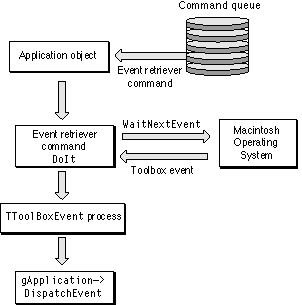 Command queue
Application object
Event retriever
command
Event retriever
command
DoIt
WaitNextEvent
Toolbox event
Macintosh
Operating
System
TToolBoxEvent process
gApplication—>
DispatchEvent